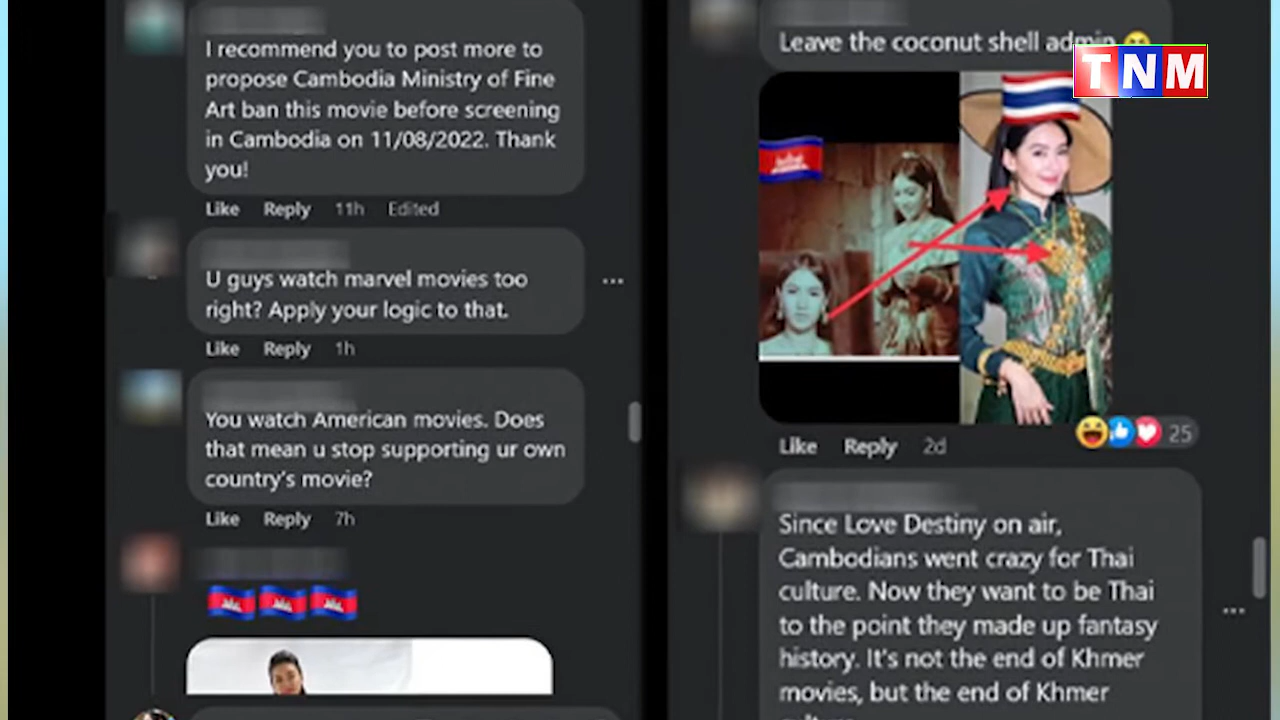 I recommend you to post more to
propose Cambodia Ministry of Fine
Art ban this movie before screening
in Cambodia on 11/08/2022. Thank
you!
Like Reply 11h Edited
U guys watch marvel movies too
right? Apply your logic to that.
Like Reply 1h
You watch American movies. Does
that mean u stop supporting ur own
country's movie?
Like Reply 7h
Leave the coconut shell admin
TNM
Like Reply 2d
25
Since Love Destiny on air,
Cambodians went crazy for Thai
culture. Now they want to be Thai
to the point they made up fantasy
history. It's not the end of Khmer
movies, but the end of Khmer